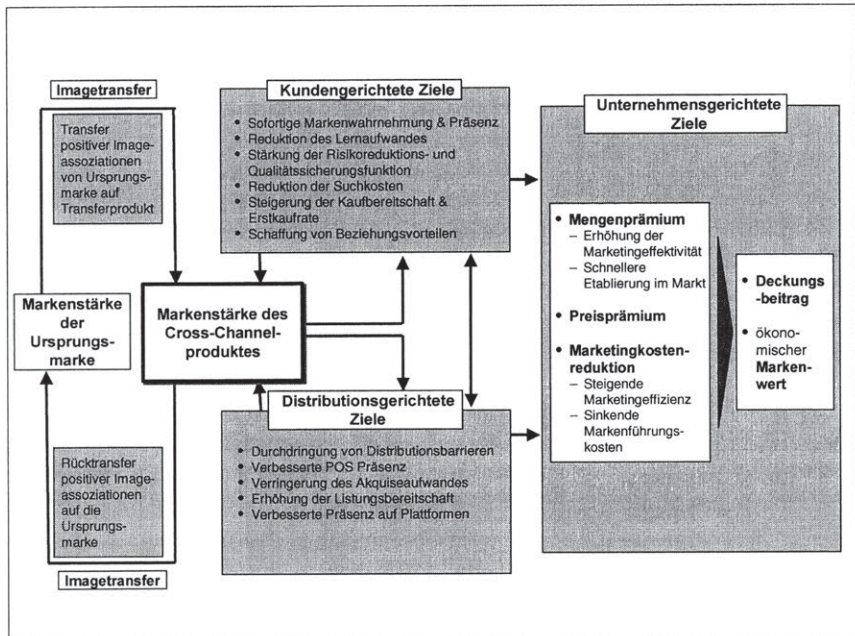 Imagetransfer
Transfer
positiver Image-
assoziationen
von Ursprungs-
marke auf
Transferprodukt
Markenstärke
der
Ursprungs-
marke
Rücktransfer
positiver Image-
assoziationen
auf die
Ursprungs-
marke
Imagetransfer
Kundengerichtete Ziele
• Sofortige Markenwahrnehmung & Präsenz
• Reduktion des Lernaufwandes
• Stärkung der Risikoreduktions- und
Qualitätssicherungsfunktion
• Reduktion der Suchkosten
• Steigerung der Kaufbereitschaft &
Erstkaufrate
• Schaffung von Beziehungsvorteilen
Markenstärke des
Cross-Channel-
produktes
Distributionsgerichtete
Ziele
• Durchdringung von Distributionsbarrieren
• Verbesserte POS Präsenz
• Verringerung des Akquiseaufwandes
• Erhöhung der Listungsbereitschaft
• Verbesserte Präsenz auf Plattformen
Unternehmensgerichtete
Ziele
• Mengenprämium
– Erhöhung der
Marketingeffektivität
– Schnellere
Etablierung im Markt
• Preisprämium
• Marketingkosten-
reduktion
– Steigende
Marketingeffizienz
– Sinkende
Markenführungs-
kosten
• Deckungs
-beitrag
• ökono-
mischer
Marken-
wert